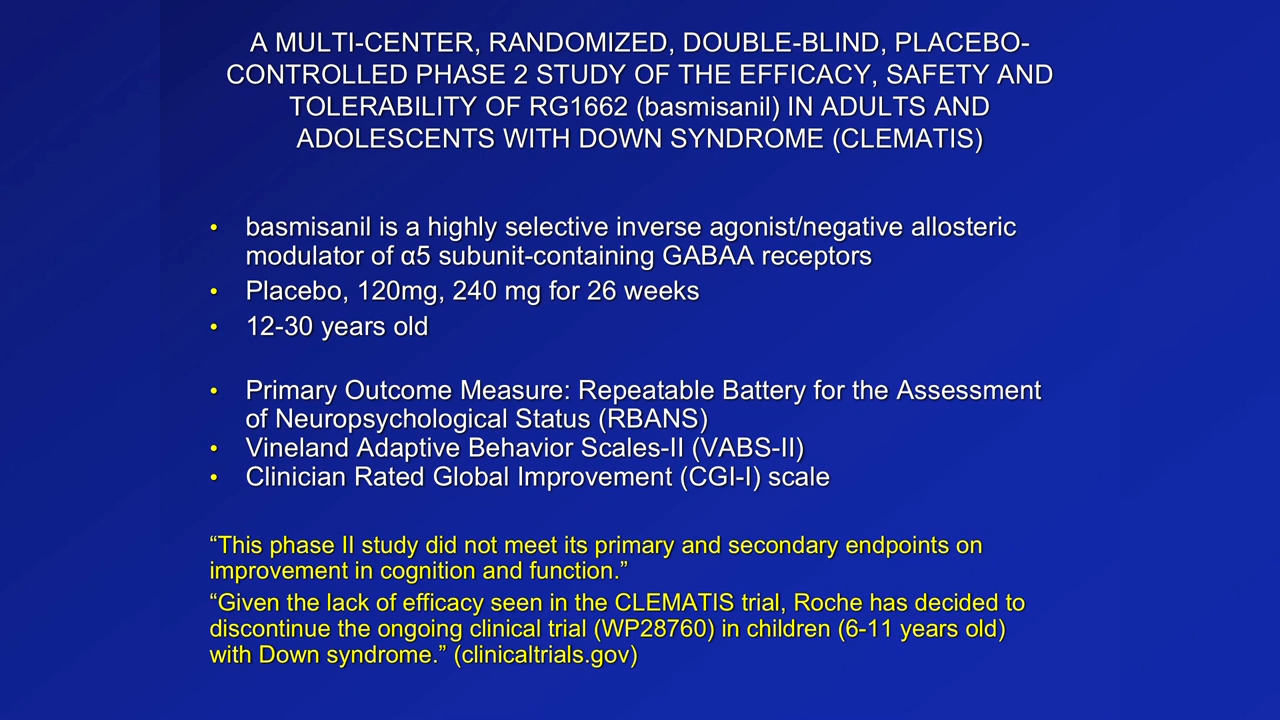 A MULTI-CENTER, RANDOMIZED, DOUBLE-BLIND, PLACEBO-
CONTROLLED PHASE 2 STUDY OF THE EFFICACY, SAFETY AND
TOLERABILITY OF RG1662 (basmisanil) IN ADULTS AND
ADOLESCENTS WITH DOWN SYNDROME (CLEMATIS)
• basmisanil is a highly selective inverse agonist/negative allosteric
modulator of α5 subunit-containing GABAA receptors
• Placebo, 120mg, 240 mg for 26 weeks
• 12-30 years old
• Primary Outcome Measure: Repeatable Battery for the Assessment
of Neuropsychological Status (RBANS)
• Vineland Adaptive Behavior Scales-II (VABS-II)
• Clinician Rated Global Improvement (CGI-I) scale
“This phase II study did not meet its primary and secondary endpoints on
improvement in cognition and function.”
“Given the lack of efficacy seen in the CLEMATIS trial, Roche has decided to
discontinue the ongoing clinical trial (WP28760) in children (6-11 years old)
with Down syndrome.” (clinicaltrials.gov)